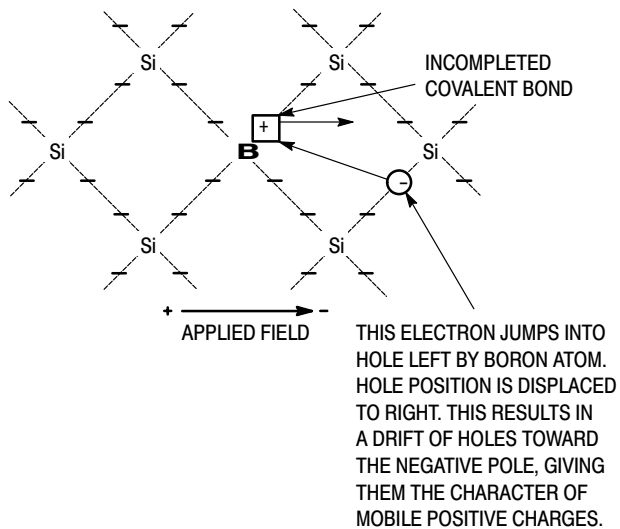 Si Si
INCOMPLETED
COVALENT BOND
+
Si B Si
-
Si Si
+ -
APPLIED FIELD
THIS ELECTRON JUMPS INTO
HOLE LEFT BY BORON ATOM.
HOLE POSITION IS DISPLACED
TO RIGHT. THIS RESULTS IN
A DRIFT OF HOLES TOWARD
THE NEGATIVE POLE, GIVING
THEM THE CHARACTER OF
MOBILE POSITIVE CHARGES.